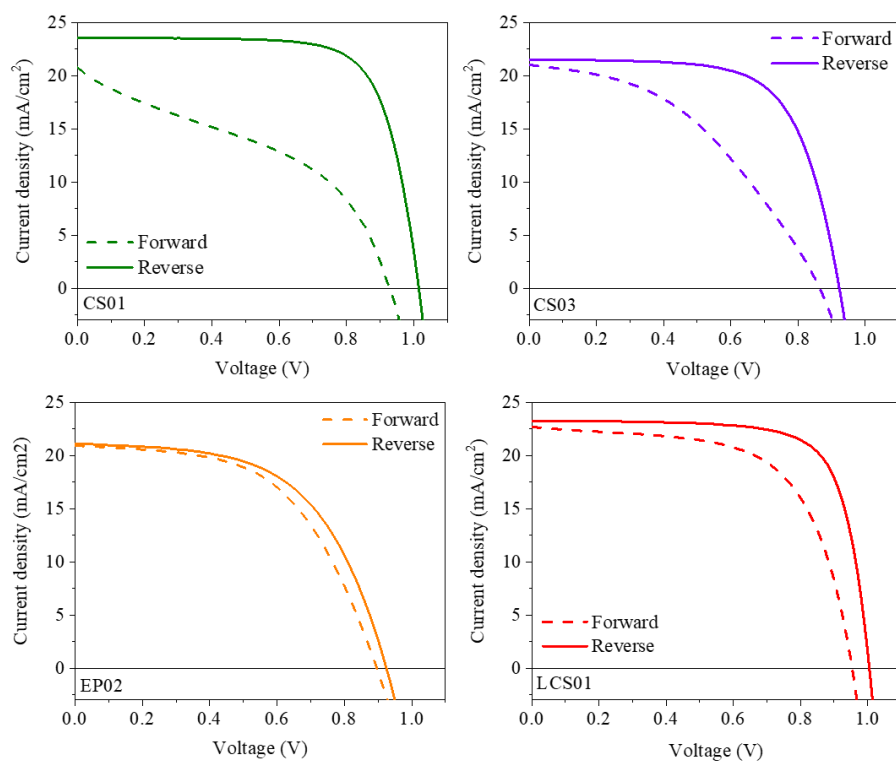 25
20
15
10
5
0
Current density (mA/cm²)
Forward
Reverse
CS01
0.0 0.2 0.4 0.6 0.8 1.0
Voltage (V)
25
20
15
10
5
0
Current density (mA/cm²)
Forward
Reverse
CS03
0.0 0.2 0.4 0.6 0.8 1.0
Voltage (V)
25
20
15
10
5
0
Current density (mA/cm2)
Forward
Reverse
EP02
0.0 0.2 0.4 0.6 0.8 1.0
Voltage (V)
25
20
15
10
5
0
Current density (mA/cm²)
Forward
Reverse
LCS01
0.0 0.2 0.4 0.6 0.8 1.0
Voltage (V)